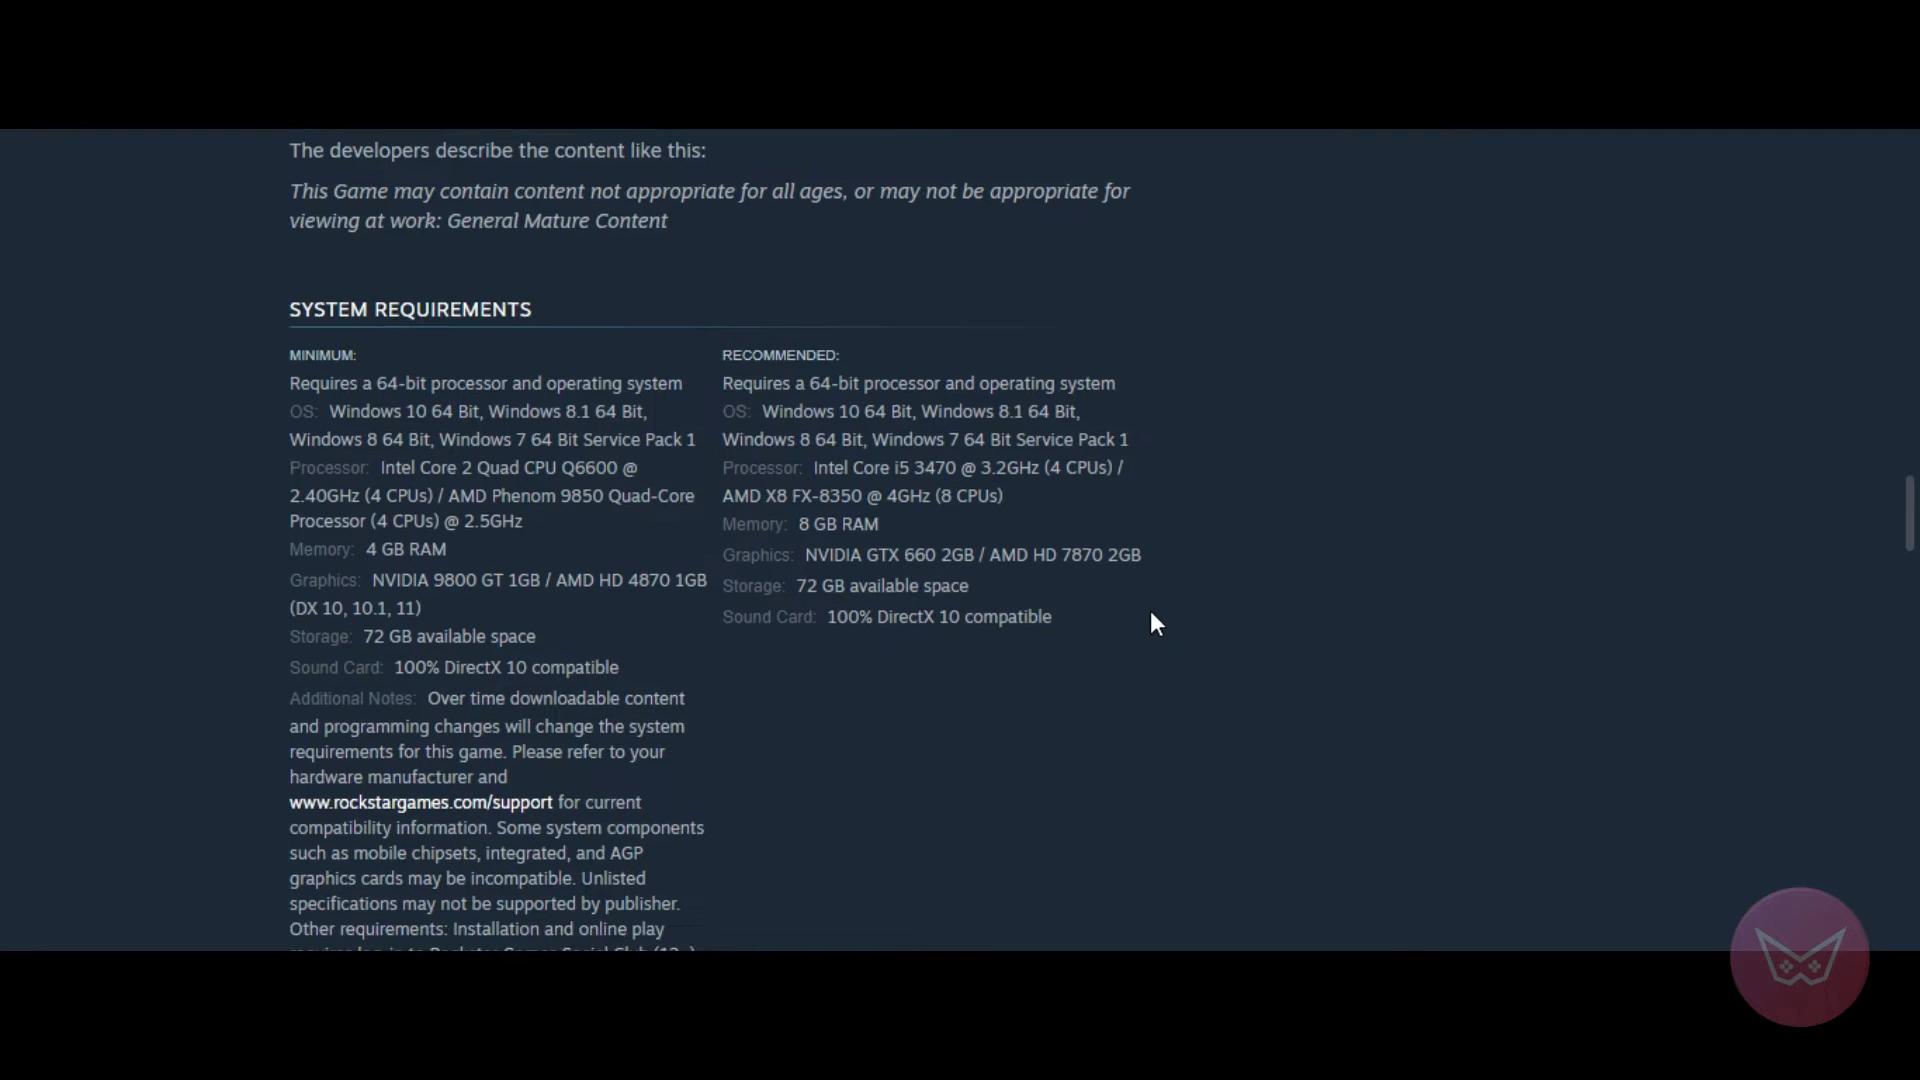 The developers describe the content like this:
This Game may contain content not appropriate for all ages, or may not be appropriate for
viewing at work: General Mature Content
SYSTEM REQUIREMENTS
MINIMUM:
Requires a 64-bit processor and operating system
OS: Windows 10 64 Bit, Windows 8.1 64 Bit,
Windows 8 64 Bit, Windows 7 64 Bit Service Pack 1
Processor: Intel Core 2 Quad CPU Q6600 @
2.40GHz (4 CPUs) / AMD Phenom 9850 Quad-Core
Processor (4 CPUs) @ 2.5GHz
Memory: 4 GB RAM
Graphics: NVIDIA 9800 GT 1GB / AMD HD 4870 1GB
(DX 10, 10.1, 11)
Storage: 72 GB available space
Sound Card: 100% DirectX 10 compatible
Additional Notes: Over time downloadable content
and programming changes will change the system
requirements for this game. Please refer to your
hardware manufacturer and
www.rockstargames.com/support for current
compatibility information. Some system components
such as mobile chipsets, integrated, and AGP
graphics cards may be incompatible. Unlisted
specifications may not be supported by publisher.
Other requirements: Installation and online play
RECOMMENDED:
Requires a 64-bit processor and operating system
OS: Windows 10 64 Bit, Windows 8.1 64 Bit,
Windows 8 64 Bit, Windows 7 64 Bit Service Pack 1
Processor: Intel Core i5 3470 @ 3.2GHz (4 CPUs) /
AMD X8 FX-8350 @ 4GHz (8 CPUs)
Memory: 8 GB RAM
Graphics: NVIDIA GTX 660 2GB / AMD HD 7870 2GB
Storage: 72 GB available space
Sound Card: 100% DirectX 10 compatible